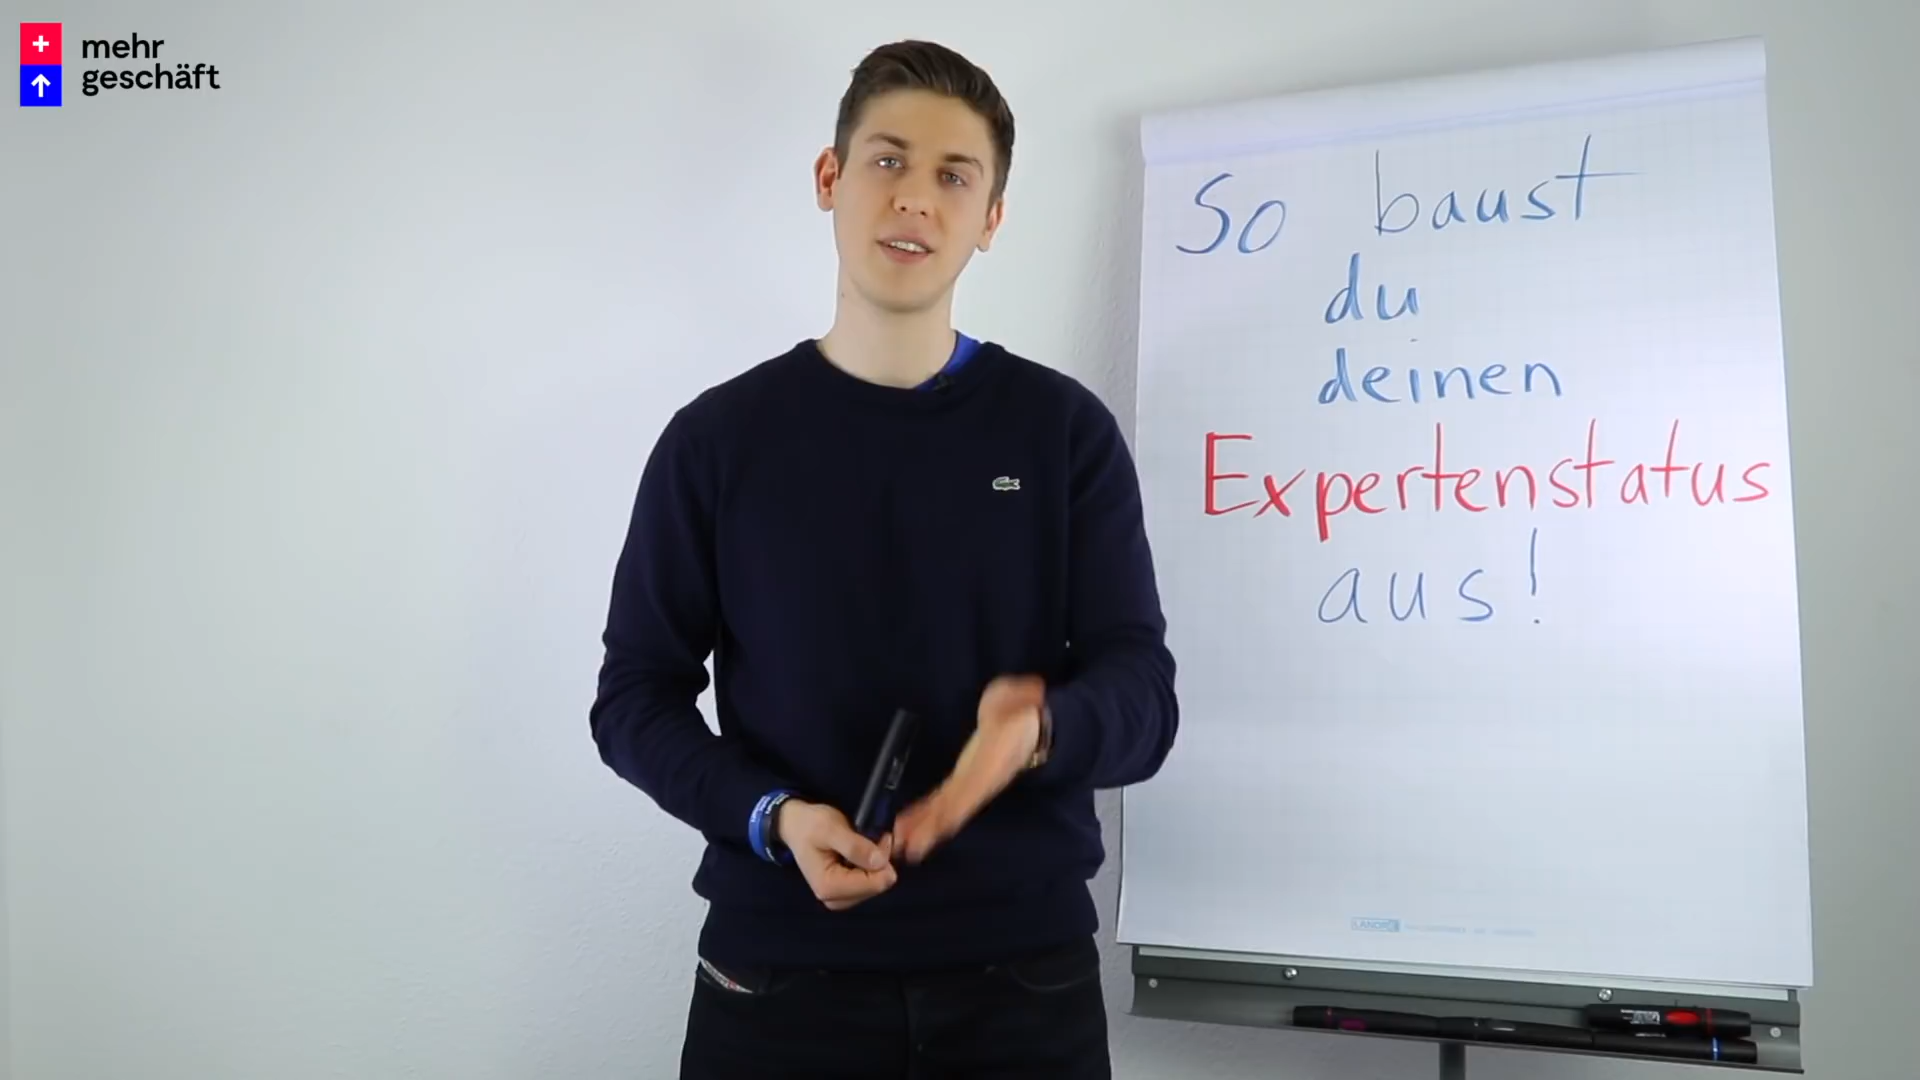 mehr
geschäft
So baust
du
deinen
Expertenstatus
aus!